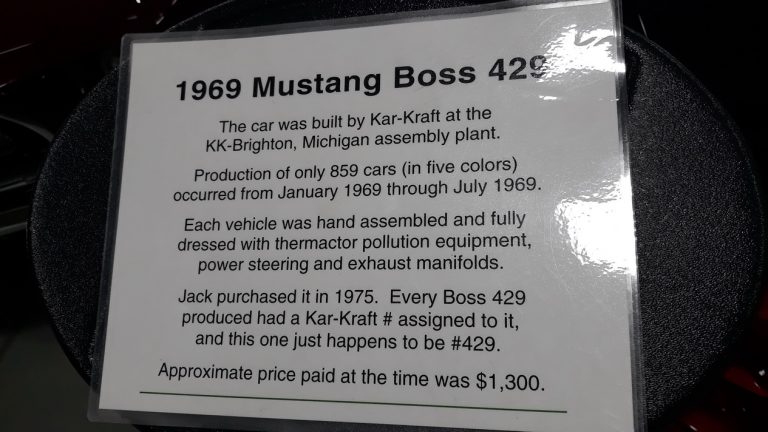 1969 Mustang Boss 429
The car was built by Kar-Kraft at the
KK-Brighton, Michigan assembly plant.
Production of only 859 cars (in five colors)
occurred from January 1969 through July 1969.
Each vehicle was hand assembled and fully
dressed with thermactor pollution equipment,
power steering and exhaust manifolds.
Jack purchased it in 1975.  Every Boss 429
produced had a Kar-Kraft # assigned to it,
and this one just happens to be #429.
Approximate price paid at the time was $1,300.